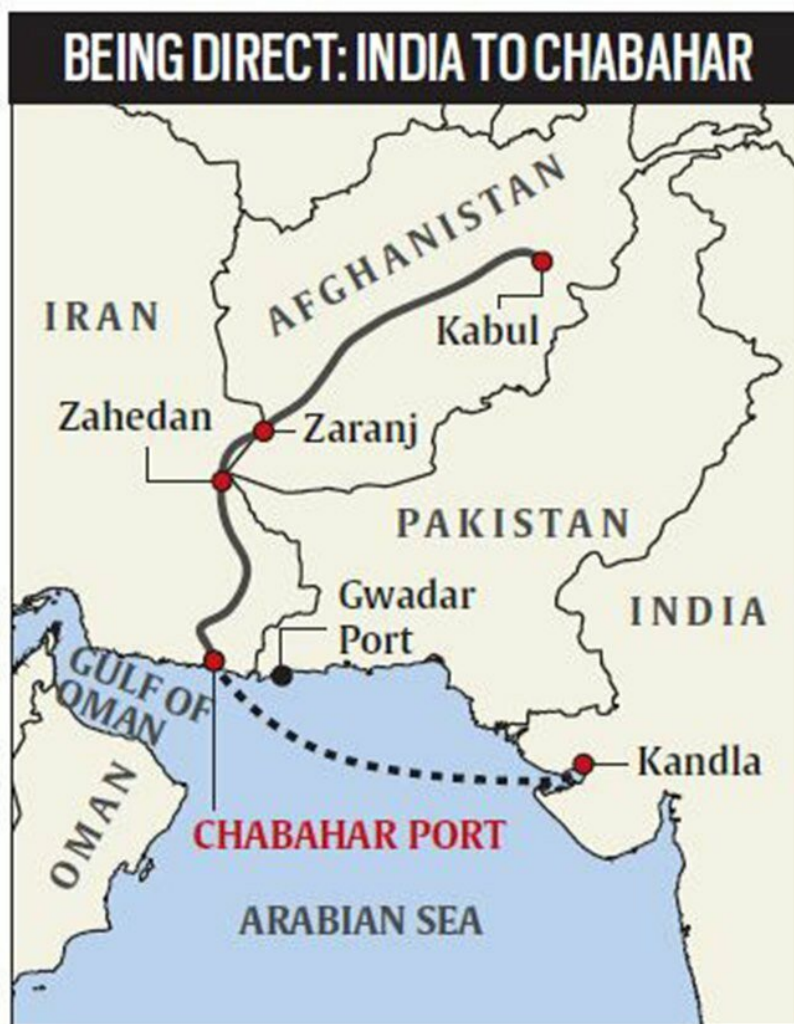 BEING DIRECT: INDIA TO CHABAHAR
AFGHANISTAN
IRAN
Kabul
Zahedan
Zaranj
PAKISTAN
Gwadar
Port
INDIA
GULF OF
OMAN
Kandla
OMAN
CHABAHAR PORT
ARABIAN SEA